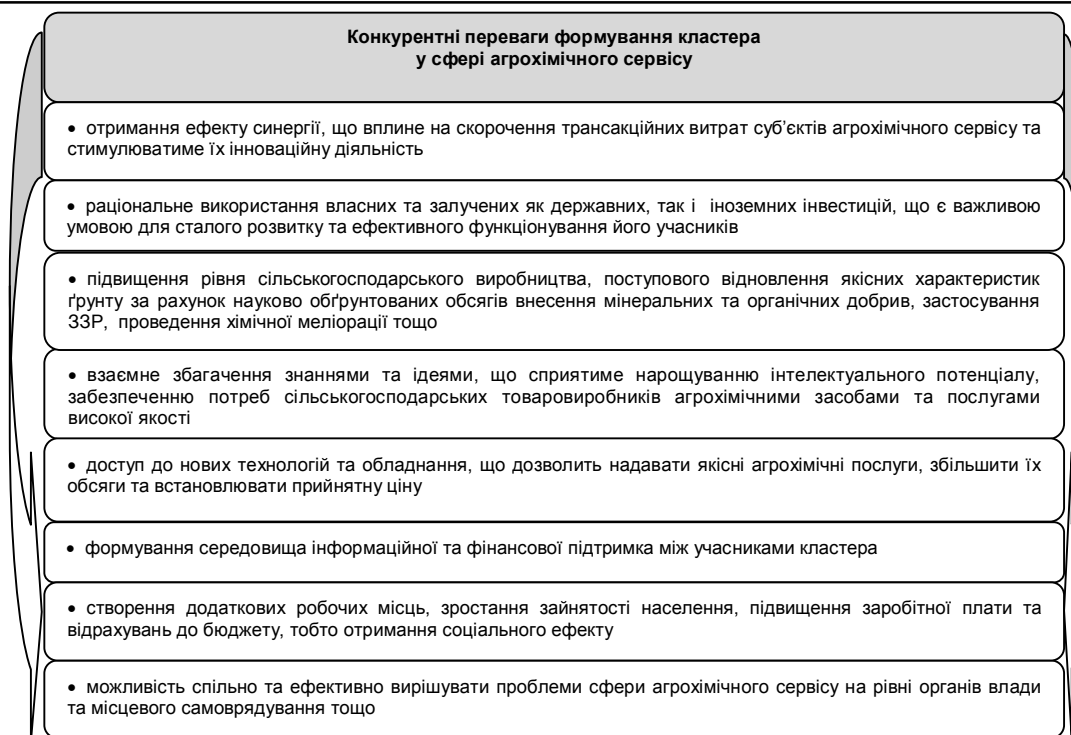 Конкурентні переваги формування кластера
у сфері агрохімічного сервісу
• отримання ефекту синергії, що вплине на скорочення трансакційних витрат суб’єктів агрохімічного сервісу та
стимулюватиме їх інноваційну діяльність
• раціональне використання власних та залучених як державних, так і іноземних інвестицій, що є важливою
умовою для сталого розвитку та ефективного функціонування його учасників
• підвищення рівня сільськогосподарського виробництва, поступового відновлення якісних характеристик
ґрунту за рахунок науково обґрунтованих обсягів внесення мінеральних та органічних добрив, застосування
ЗЗР, проведення хімічної меліорації тощо
• взаємне збагачення знаннями та ідеями, що сприятиме нарощуванню інтелектуального потенціалу,
забезпеченню потреб сільськогосподарських товаровиробників агрохімічними засобами та послугами
високої якості
• доступ до нових технологій та обладнання, що дозволить надавати якісні агрохімічні послуги, збільшити їх
обсяги та встановлювати прийнятну ціну
• формування середовища інформаційної та фінансової підтримка між учасниками кластера
• створення додаткових робочих місць, зростання зайнятості населення, підвищення заробітної плати та
відрахувань до бюджету, тобто отримання соціального ефекту
• можливість спільно та ефективно вирішувати проблеми сфери агрохімічного сервісу на рівні органів влади
та місцевого самоврядування тощо